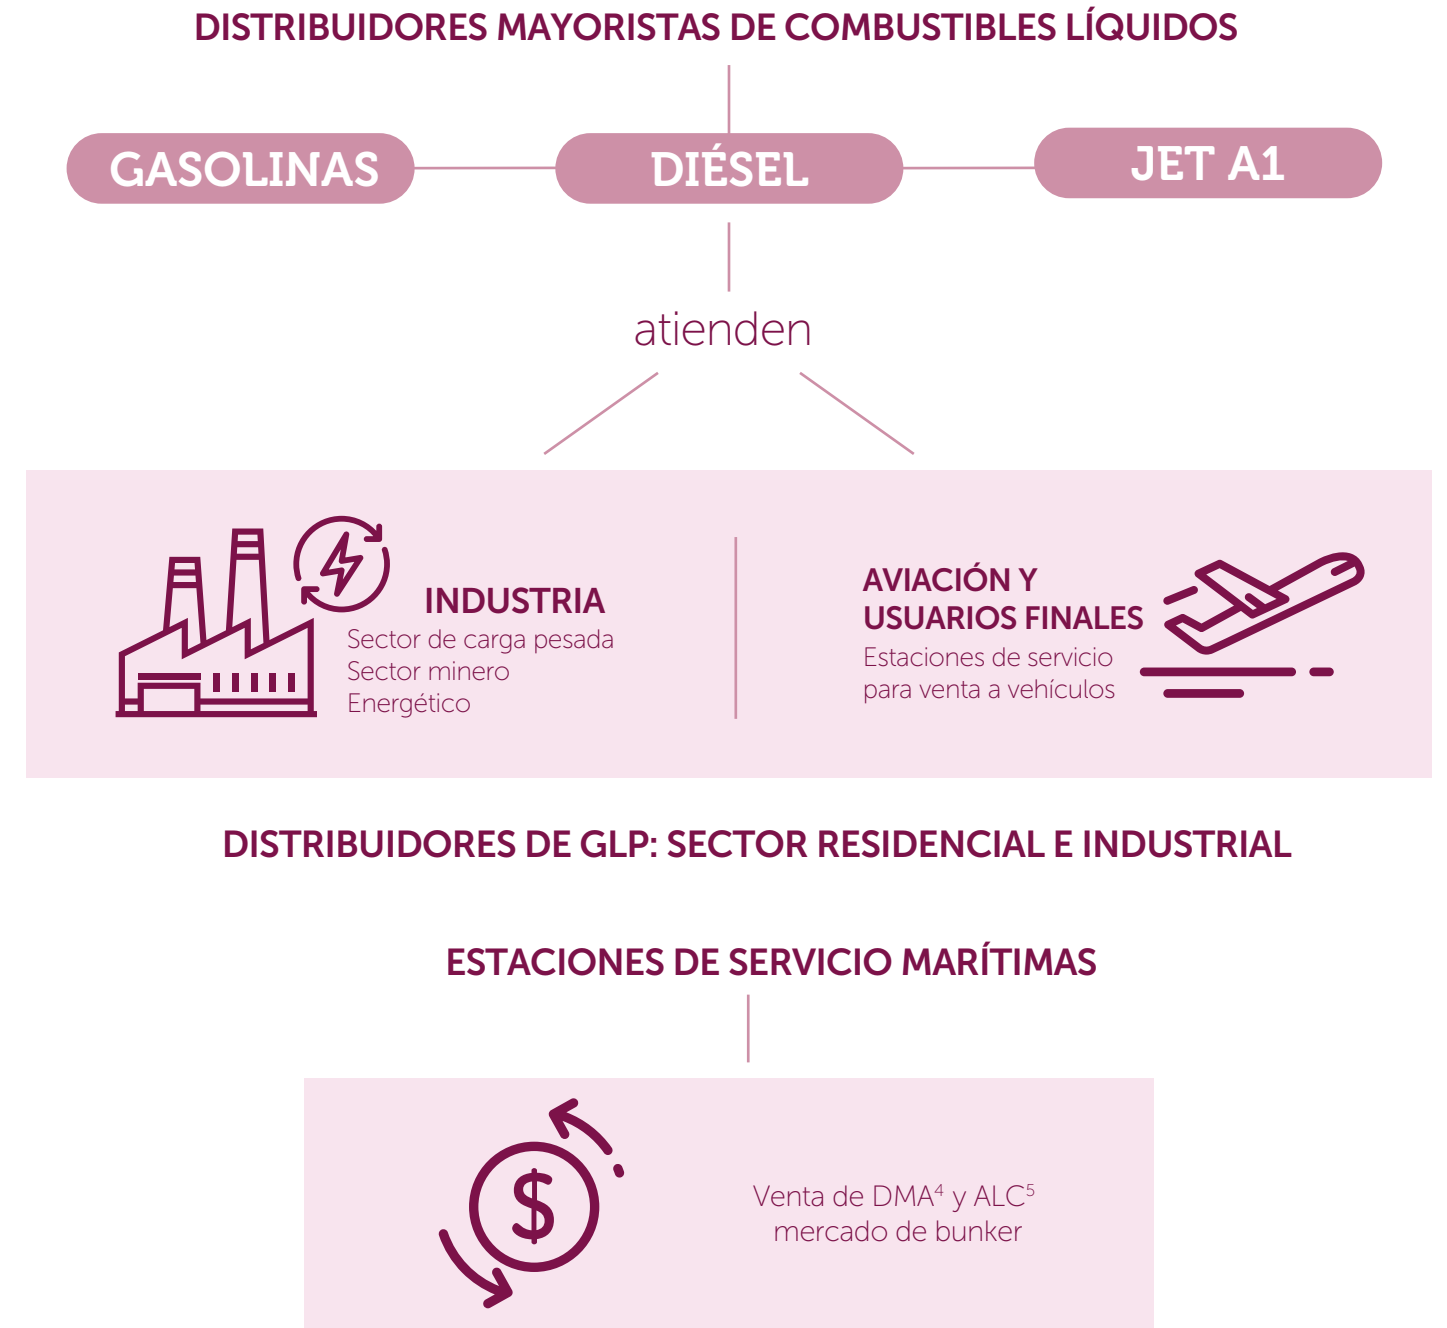 DISTRIBUIDORES MAYORISTAS DE COMBUSTIBLES LÍQUIDOS
GASOLINAS
DIÉSEL
JET A1
atienden
INDUSTRIA
Sector de carga pesada
Sector minero
Energético
AVIACIÓN Y
USUARIOS FINALES
Estaciones de servicio
para venta a vehículos
DISTRIBUIDORES DE GLP: SECTOR RESIDENCIAL E INDUSTRIAL
ESTACIONES DE SERVICIO MARÍTIMAS
$
Venta de DMA⁴ y ALC⁵
mercado de bunker